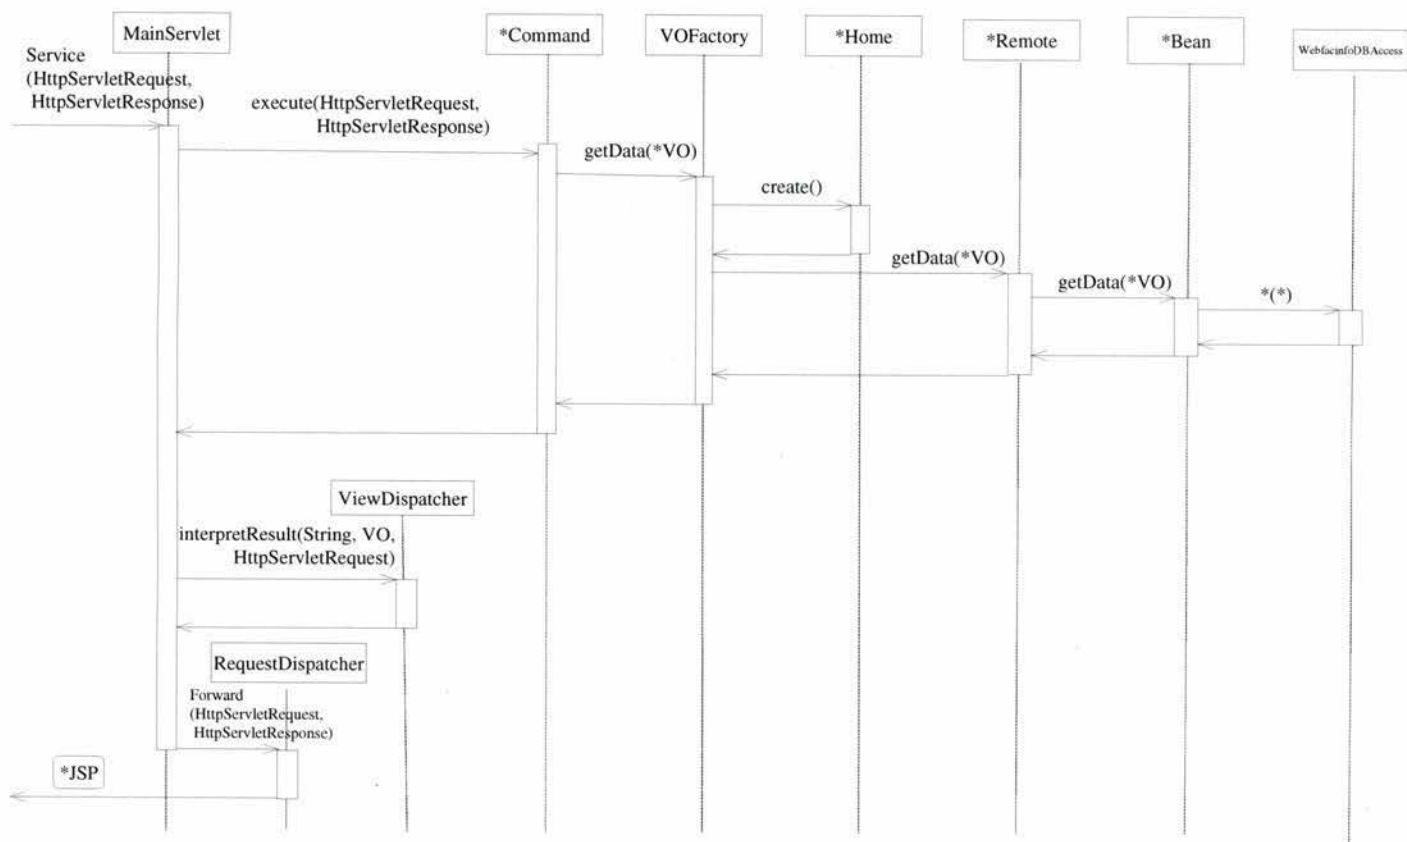 MainServlet
*Command
VOFactory
*Home
*Remote
*Bean
WebfacinfoDBAccess
Service
(HttpServletRequest,
HttpServletResponse)
execute(HttpServletRequest,
HttpServletResponse)
getData(*VO)
create()
getData(*VO)
getData(*VO)
*(*)
ViewDispatcher
interpretResult(String, VO,
HttpServletRequest)
RequestDispatcher
Forward
(HttpServletRequest,
HttpServletResponse)
*JSP